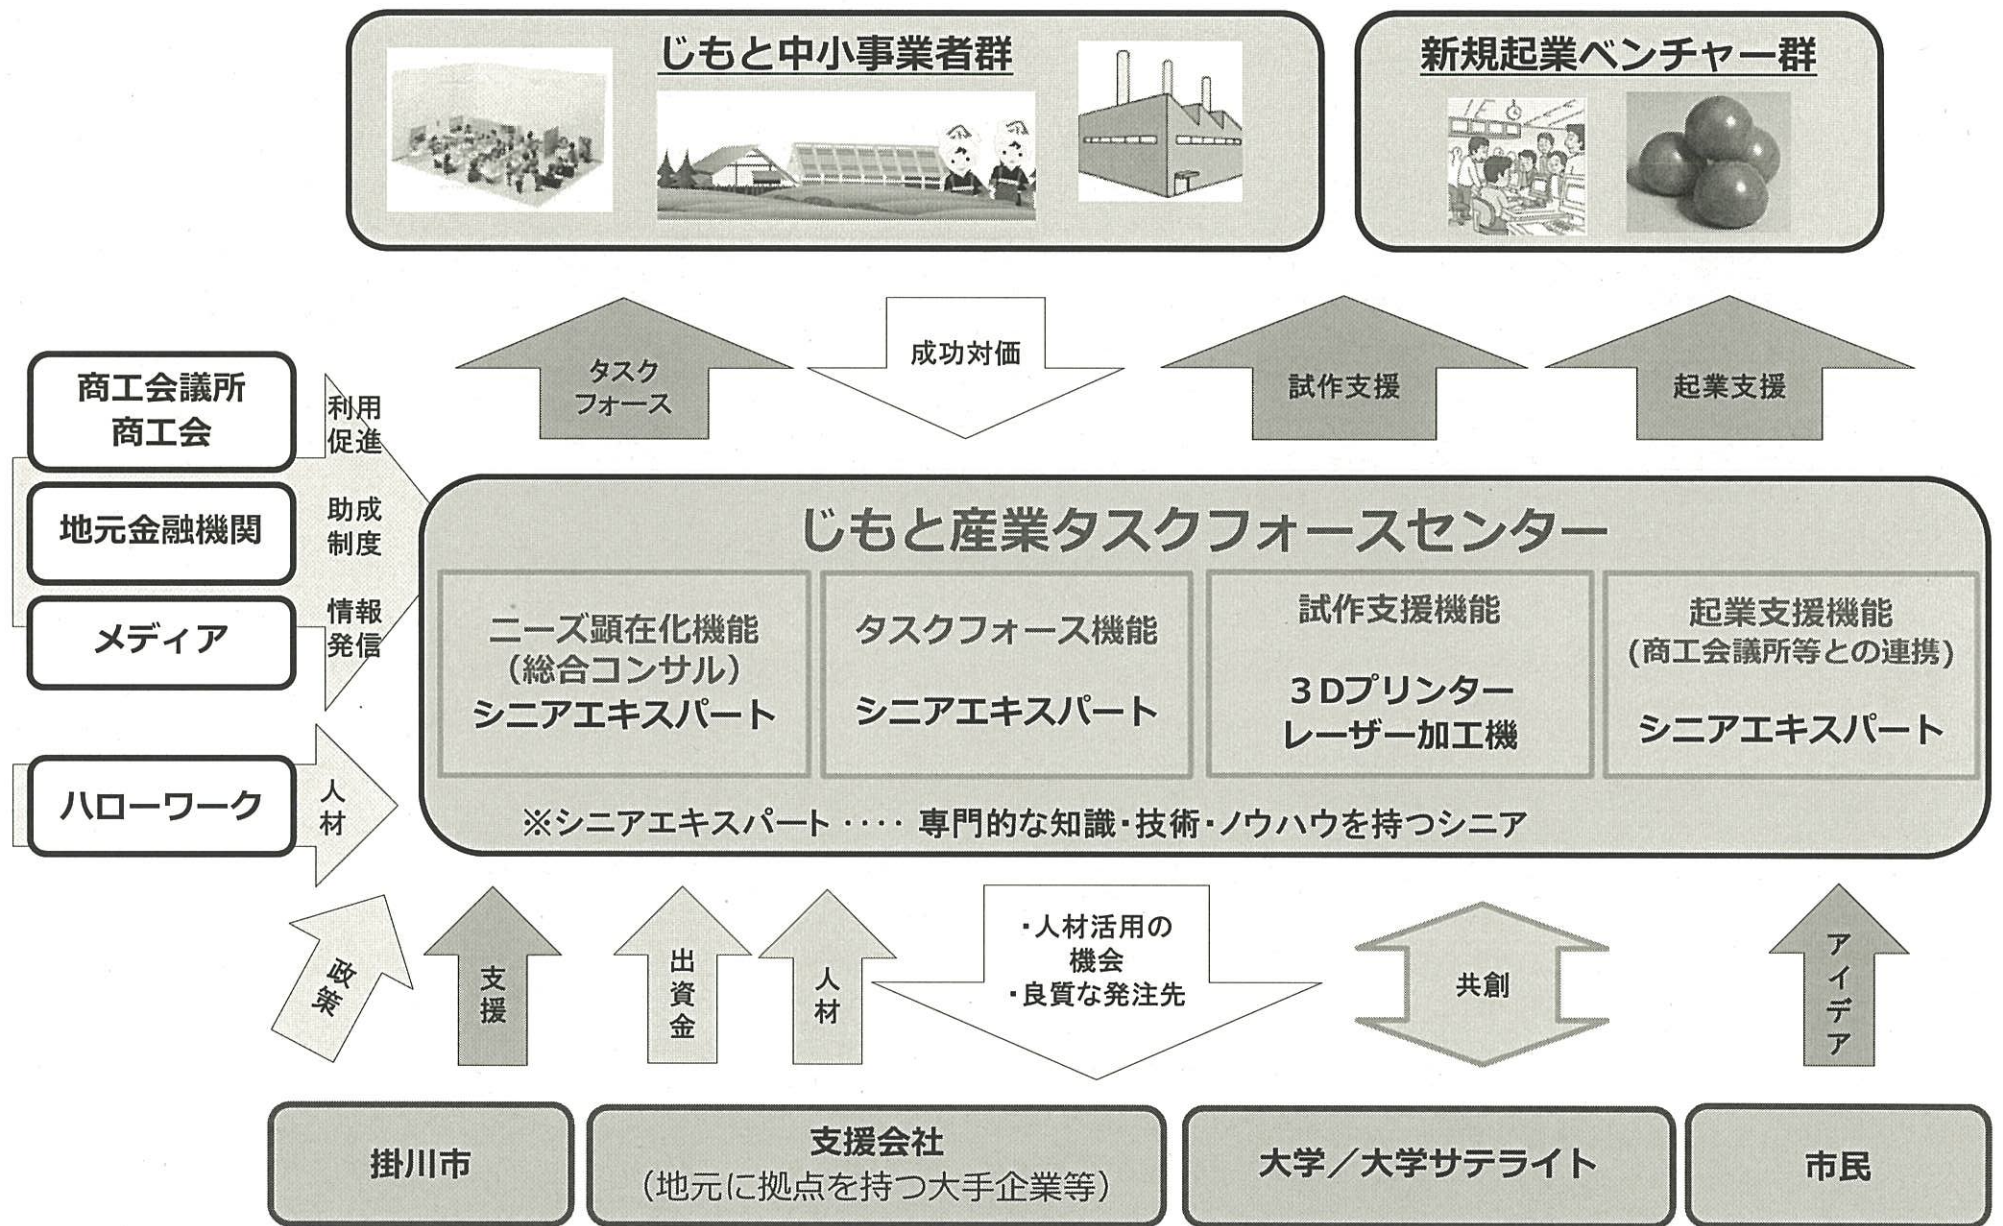 じもと中小事業者群
新規起業ベンチャー群
タスク
フォース
成功対価
試作支援
起業支援
商工会議所
商工会
利用
促進
地元金融機関
助成
制度
メディア
情報
発信
ハローワーク
人
材
じもと産業タスクフォースセンター
ニーズ顕在化機能
(総合コンサル)
シニアエキスパート
タスクフォース機能
シニアエキスパート
試作支援機能
3Dプリンター
レーザー加工機
起業支援機能
(商工会議所等との連携)
シニアエキスパート
※シニアエキスパート‥‥ 専門的な知識・技術・ノウハウを持つシニア
政
策
支
援
出
資
金
人
材
・人材活用の
機会
・良質な発注先
共創
ア
イ
デ
ア
掛川市
支援会社
(地元に拠点を持つ大手企業等)
大学/大学サテライト
市民